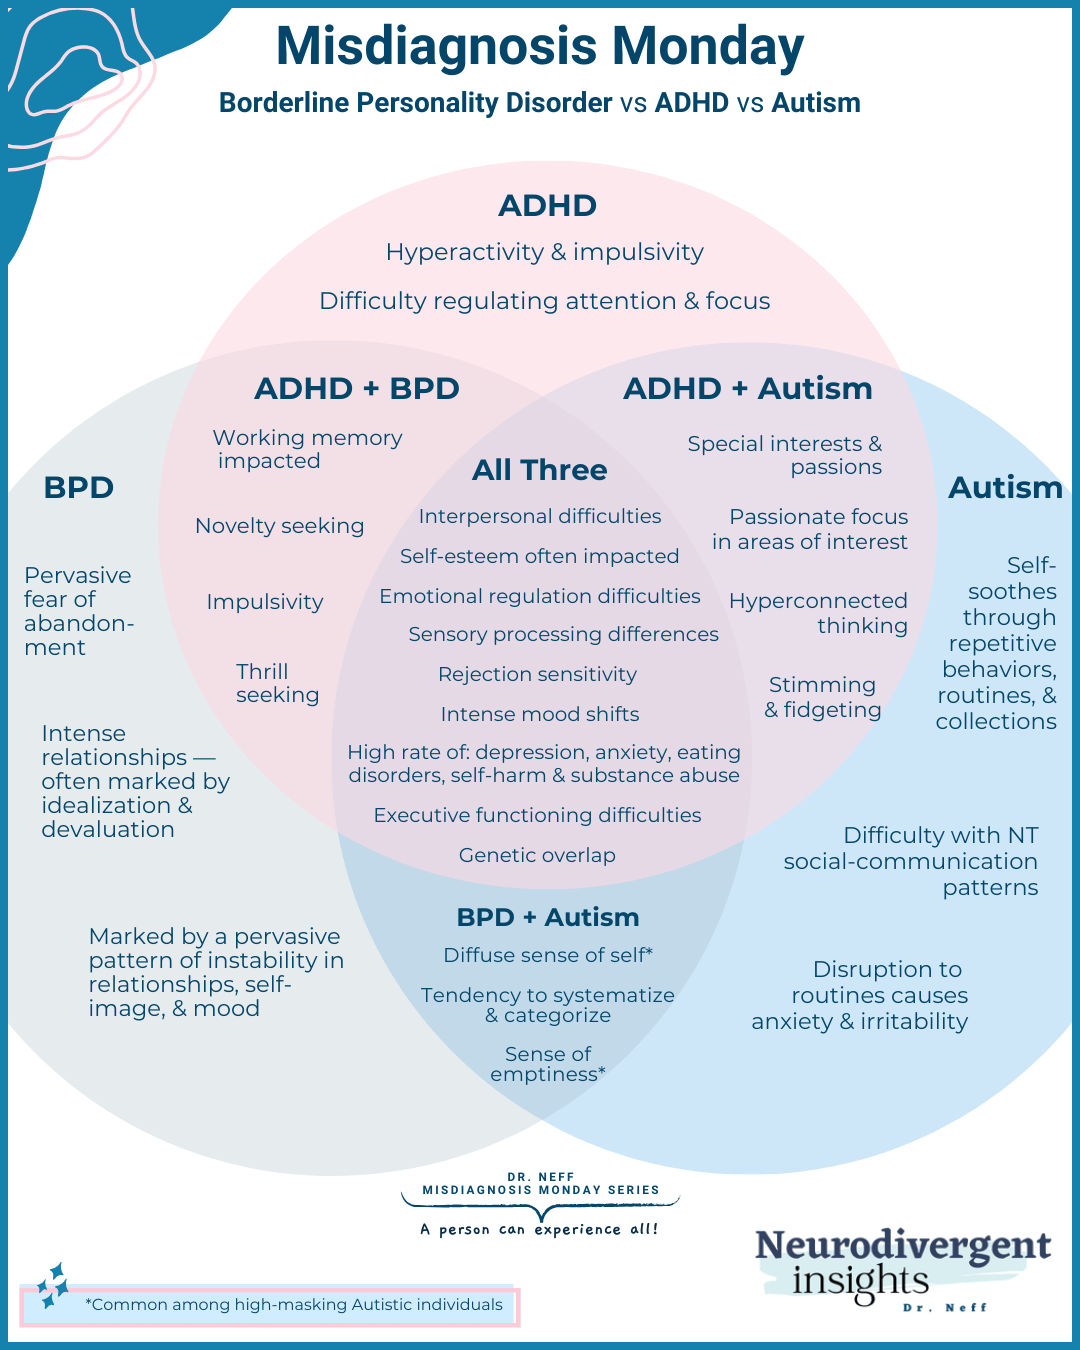 Misdiagnosis Monday
Borderline Personality Disorder vs ADHD vs Autism
ADHD
Hyperactivity & impulsivity
Difficulty regulating attention & focus
ADHD + BPD
Working memory
impacted
Novelty seeking
Impulsivity
Thrill
seeking
ADHD + Autism
Special interests &
passions
Passionate focus
in areas of interest
Hyperconnected
thinking
Stimming
& fidgeting
BPD
Pervasive
fear of
abandon-
ment
Intense
relationships —
often marked by
idealization &
devaluation
Marked by a pervasive
pattern of instability in
relationships, self-
image, & mood
All Three
Interpersonal difficulties
Self-esteem often impacted
Emotional regulation difficulties
Sensory processing differences
Rejection sensitivity
Intense mood shifts
High rate of: depression, anxiety, eating
disorders, self-harm & substance abuse
Executive functioning difficulties
Genetic overlap
Autism
Self-
soothes
through
repetitive
behaviors,
routines, &
collections
Difficulty with NT
social-communication
patterns
Disruption to
routines causes
anxiety & irritability
BPD + Autism
Diffuse sense of self*
Tendency to systematize
& categorize
Sense of
emptiness*
DR. NEFF
MISDIAGNOSIS MONDAY SERIES
A person can experience all!
*Common among high-masking Autistic individuals
Neurodivergent
insights
Dr. Neff